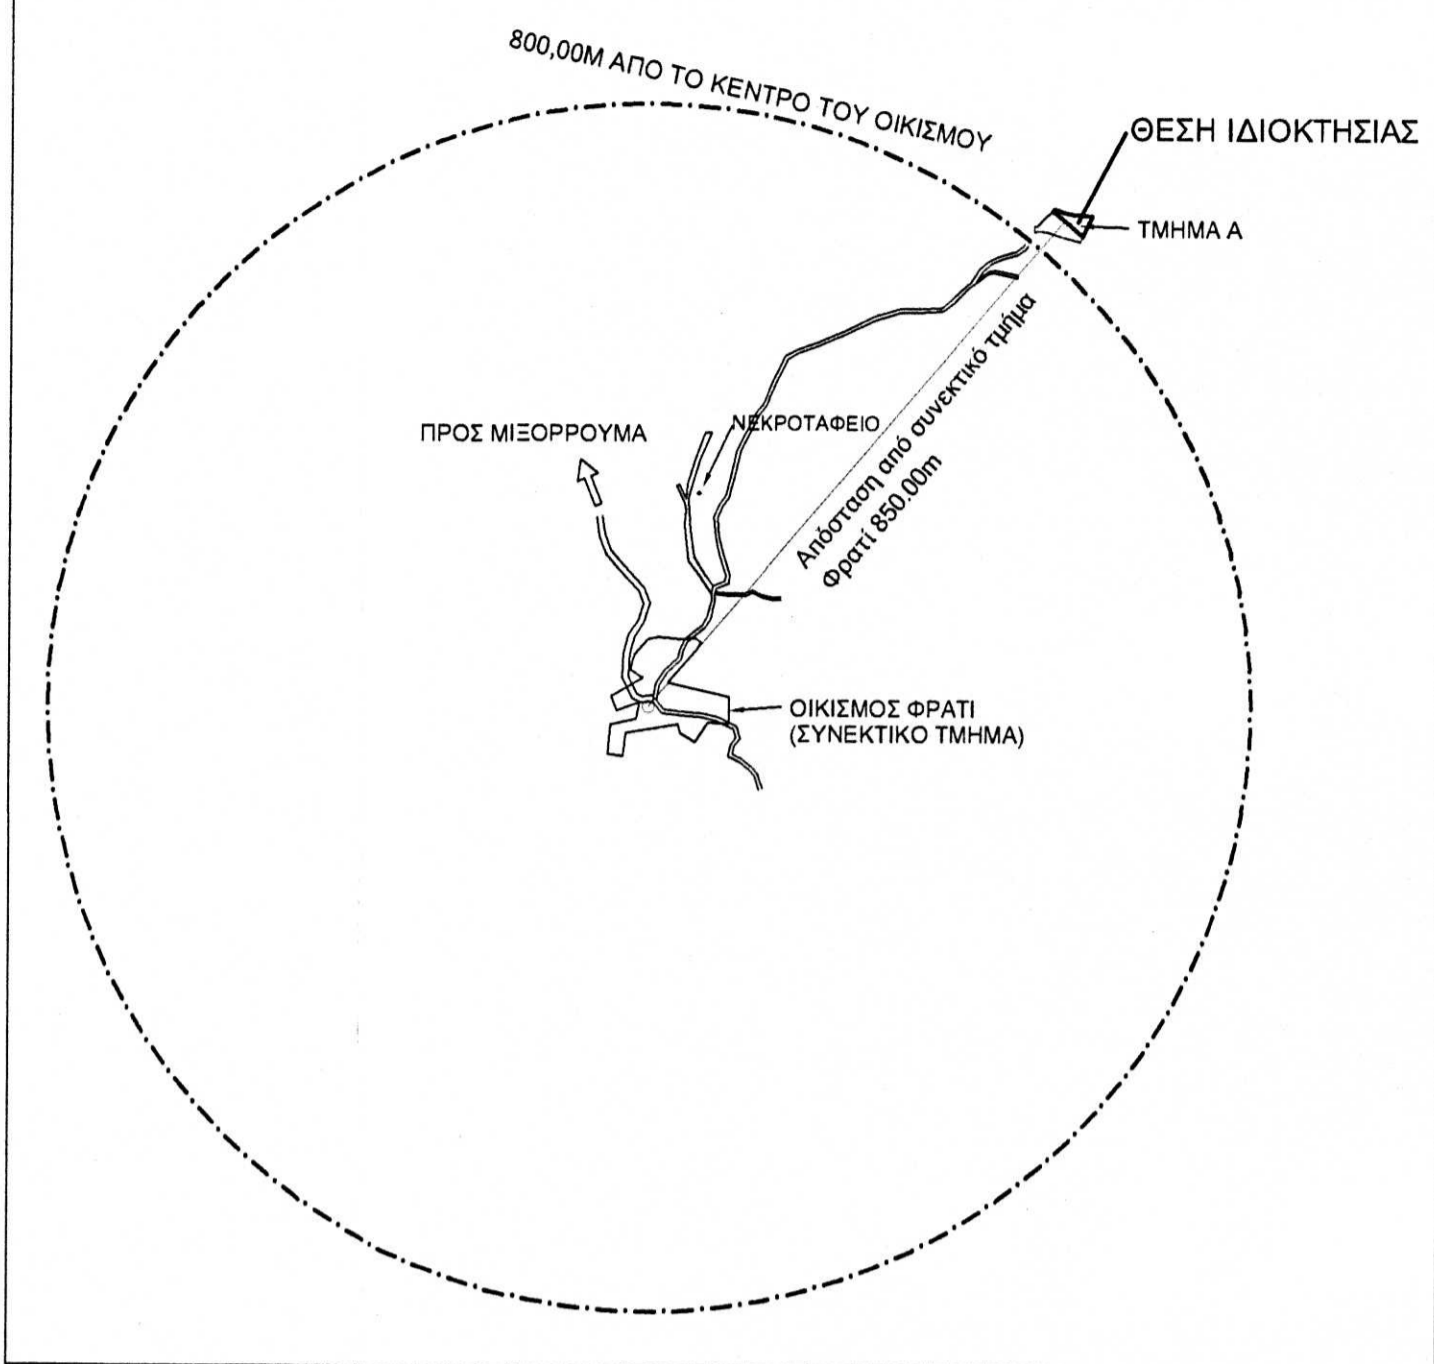 800,00Μ ΑΠΟ ΤΟ ΚΕΝΤΡΟ ΤΟΥ ΟΙΚΙΣΜΟΥ
ΘΕΣΗ ΙΔΙΟΚΤΗΣΙΑΣ
ΤΜΗΜΑ Α
Απόσταση από συνεκτικό τμήμα
Φρατί 850.00m
ΝΕΚΡΟΤΑΦΕΙΟ
ΠΡΟΣ ΜΙΞΟΡΡΟΥΜΑ
ΟΙΚΙΣΜΟΣ ΦΡΑΤΙ
(ΣΥΝΕΚΤΙΚΟ ΤΜΗΜΑ)